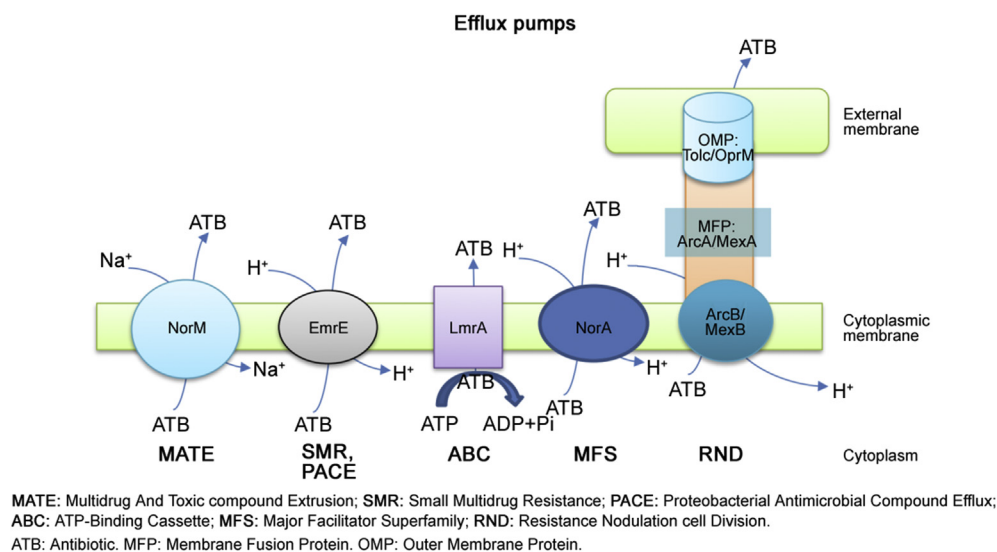 Efflux pumps
ATB
External
membrane
OMP:
Tolc/OprM
MFP:
ArcA/MexA
ATB
ATB
ATB
ATB
Na⁺
H⁺
H⁺
H⁺
NorM
EmrE
LmrA
NorA
ArcB/
MexB
Cytoplasmic
membrane
Na⁺
H⁺
ATB
H⁺
ATB
H⁺
ATB
ATB
ATP
ADP+Pi
ATB
MATE
SMR,
PACE
ABC
MFS
RND
Cytoplasm
MATE: Multidrug And Toxic compound Extrusion; SMR: Small Multidrug Resistance; PACE: Proteobacterial Antimicrobial Compound Efflux;
ABC: ATP-Binding Cassette; MFS: Major Facilitator Superfamily; RND: Resistance Nodulation cell Division.
ATB: Antibiotic. MFP: Membrane Fusion Protein. OMP: Outer Membrane Protein.